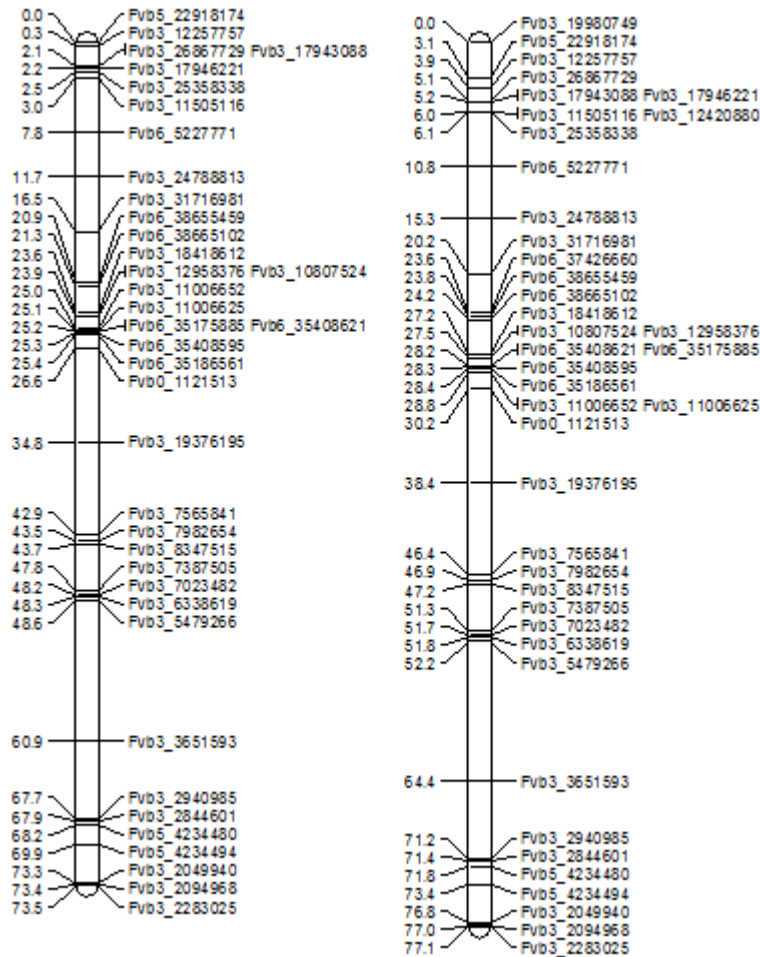 0.0 Fvb5_22918174
0.3 Fvb3_12257757
2.1 Fvb3_26867729 Fvb3_17943088
2.2 Fvb3_17946221
2.5 Fvb3_25358338
3.0 Fvb3_11505116
7.8 Fvb6_5227771
11.7 Fvb3_24788813
16.5 Fvb3_31716981
20.9 Fvb6_38655459
21.3 Fvb6_38665102
23.6 Fvb3_18418612
23.9 Fvb3_12958376 Fvb3_10807524
25.0 Fvb3_11006652
25.1 Fvb3_11006625
25.2 Fvb6_35175885 Fvb6_35408621
25.3 Fvb6_35408595
25.4 Fvb6_35186561
26.6 Fvb0_1121513
34.8 Fvb3_19376195
42.9 Fvb3_7565841
43.5 Fvb3_7982654
43.7 Fvb3_8347515
47.8 Fvb3_7387505
48.2 Fvb3_7023482
48.3 Fvb3_6338619
48.6 Fvb3_5479266
60.9 Fvb3_3651593
67.7 Fvb3_2940985
67.9 Fvb3_2844601
68.2 Fvb5_4234480
69.9 Fvb5_4234494
73.3 Fvb3_2049940
73.4 Fvb3_2094968
73.5 Fvb3_2283025
0.0 Fvb3_19980749
3.1 Fvb5_22918174
3.9 Fvb3_12257757
5.1 Fvb3_26867729
5.2 Fvb3_17943088 Fvb3_17946221
6.0 Fvb3_11505116 Fvb3_12420880
6.1 Fvb3_25358338
10.8 Fvb6_5227771
15.3 Fvb3_24788813
20.2 Fvb3_31716981
23.6 Fvb6_37426660
23.8 Fvb6_38655459
24.2 Fvb6_38665102
27.2 Fvb3_18418612
27.5 Fvb3_10807524 Fvb3_12958376
28.2 Fvb6_35408621 Fvb6_35175885
28.3 Fvb6_35408595
28.4 Fvb6_35186561
28.8 Fvb3_11006652 Fvb3_11006625
30.2 Fvb0_1121513
38.4 Fvb3_19376195
46.4 Fvb3_7565841
46.9 Fvb3_7982654
47.2 Fvb3_8347515
51.3 Fvb3_7387505
51.7 Fvb3_7023482
51.8 Fvb3_6338619
52.2 Fvb3_5479266
64.4 Fvb3_3651593
71.2 Fvb3_2940985
71.4 Fvb3_2844601
71.8 Fvb5_4234480
73.4 Fvb5_4234494
76.8 Fvb3_2049940
77.0 Fvb3_2094968
77.1 Fvb3_2283025